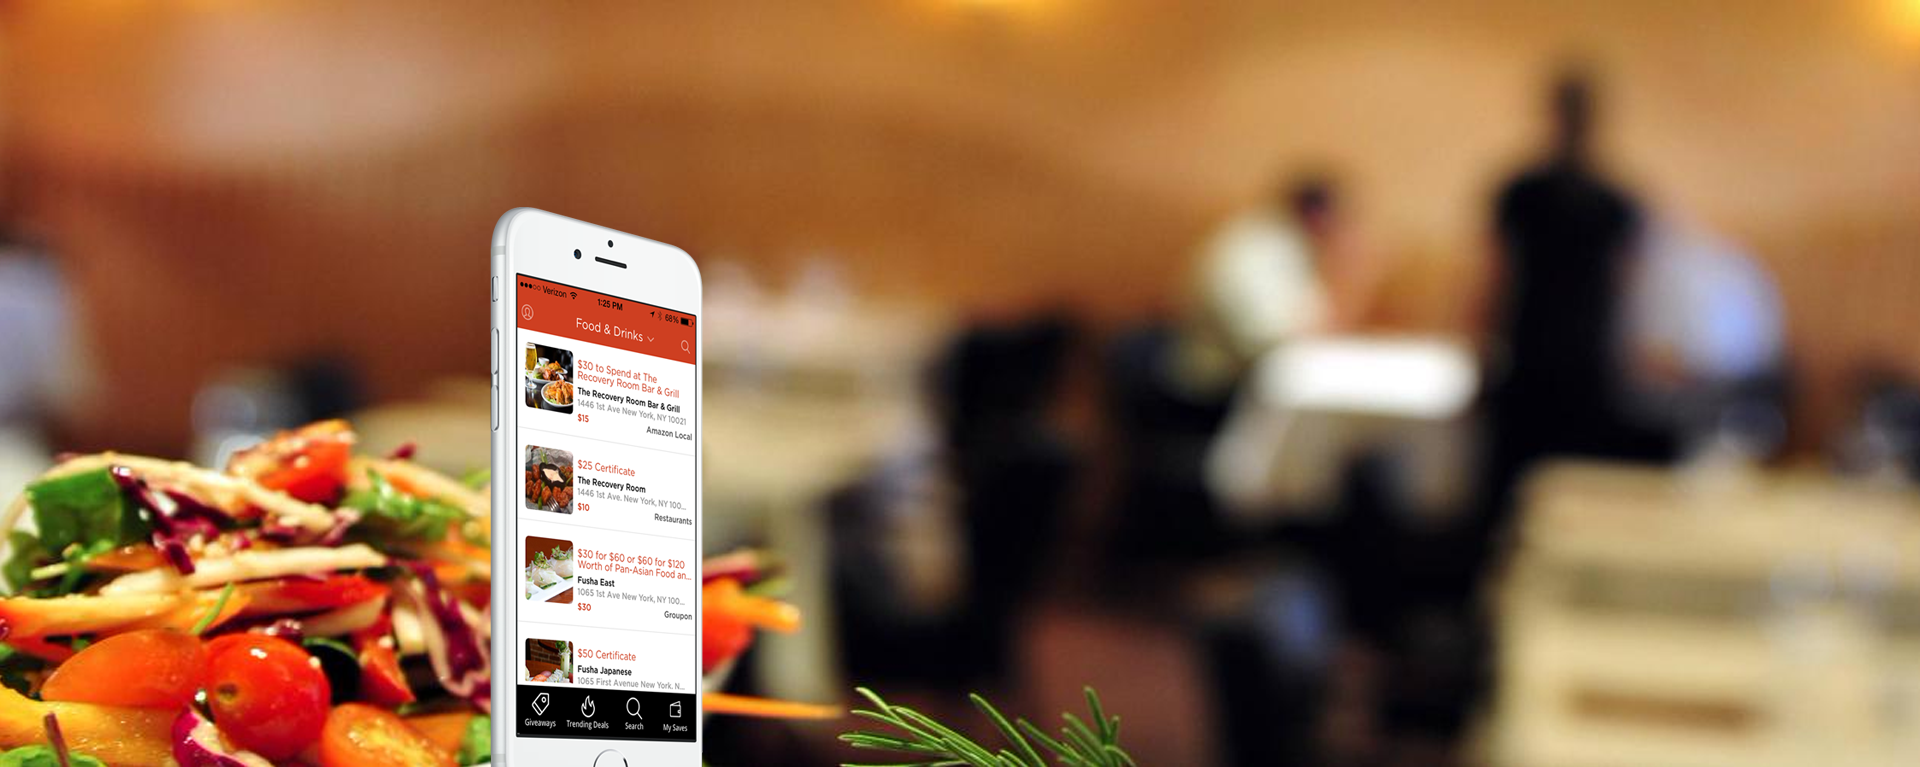 Verizon 1:25 PM 68%
Food & Drinks
$30 to Spend at The
Recovery Room Bar & Grill
The Recovery Room Bar & Grill
1446 1st Ave New York, NY 10021
$15
Amazon Local
$25 Certificate
The Recovery Room
1446 1st Ave. New York, NY 100...
$10
Restaurants
$30 for $60 or $60 for $120
Worth of Pan-Asian Food an...
Fusha East
1065 1st Ave New York, NY 100...
$30
Groupon
$50 Certificate
Fusha Japanese
1065 First Avenue New York, N...
Giveaways Trending Deals Search My Saves